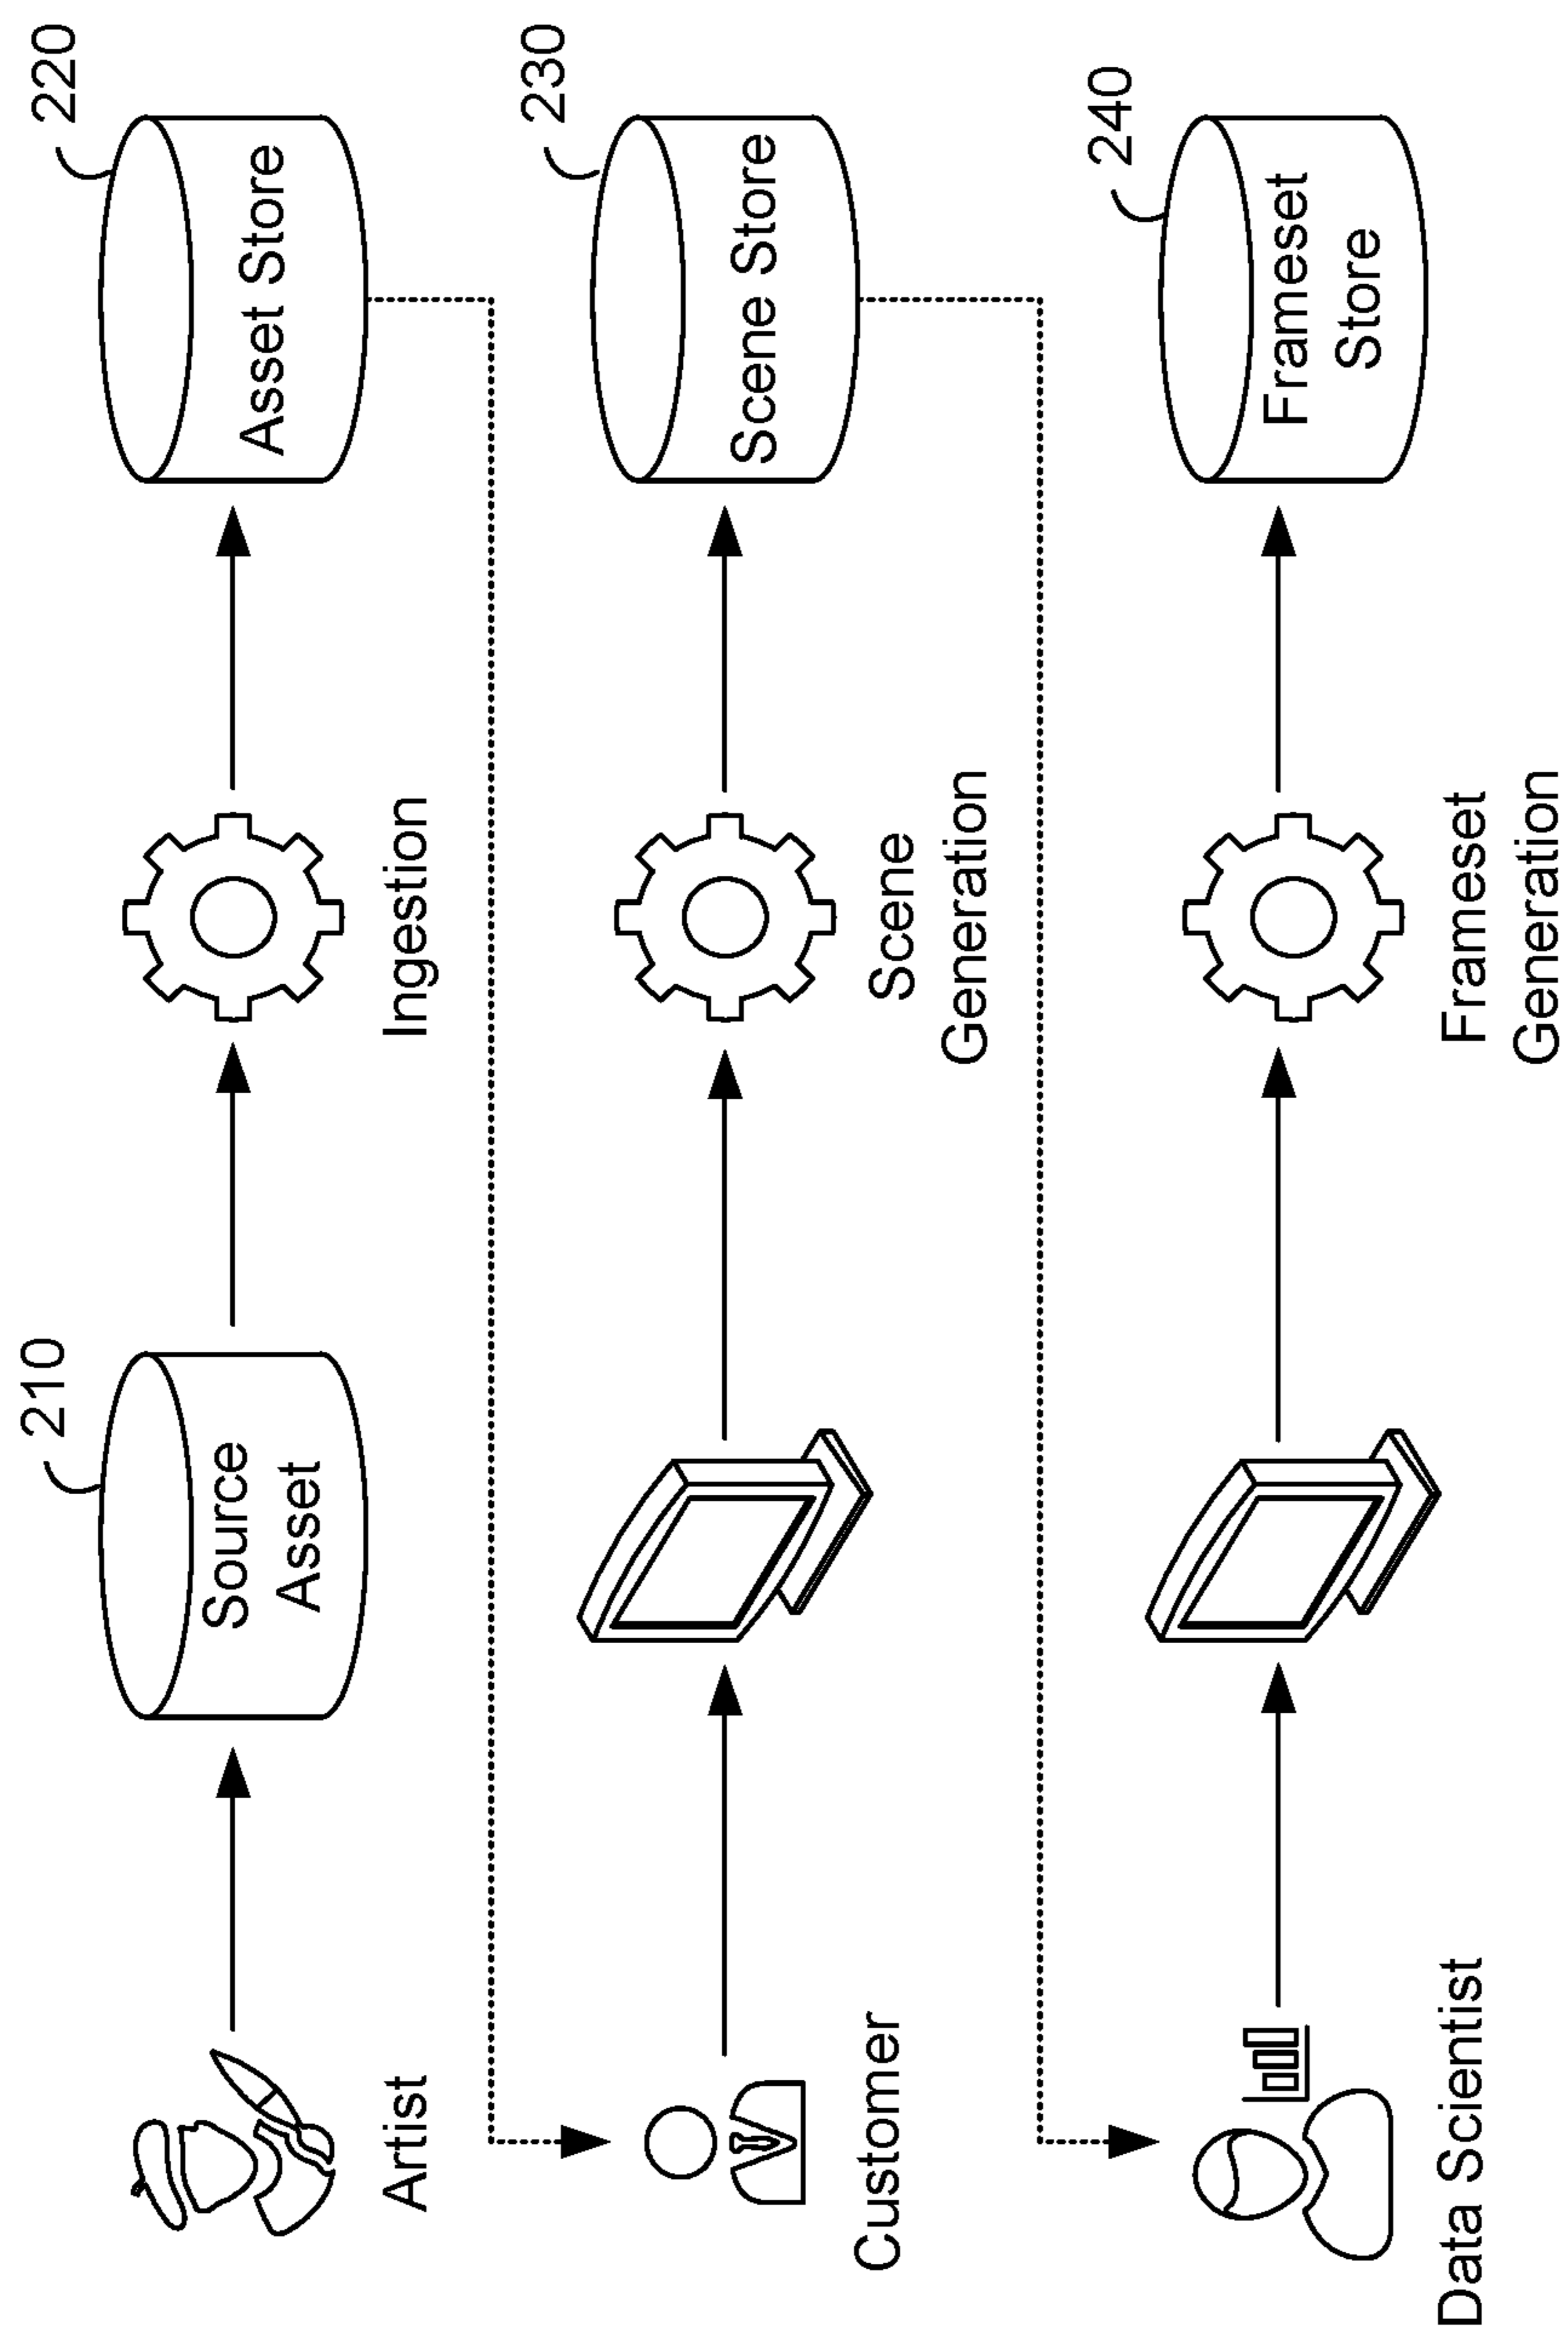 210
220
Source
Asset
Asset Store
Artist
Ingestion
230
Scene Store
Customer
Scene
Generation
240
Frameset
Store
Data Scientist
Frameset
Generation